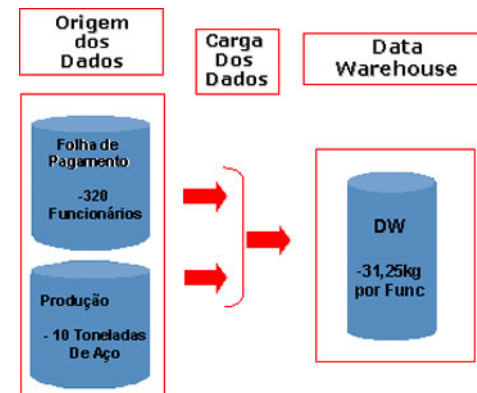 Origem
dos
Dados
Carga
Dos
Dados
Data
Warehouse
Folha de
Pagamento
-320
Funcionários
Produção
- 10 Toneladas
De Aço
DW
-31,25kg
por Func